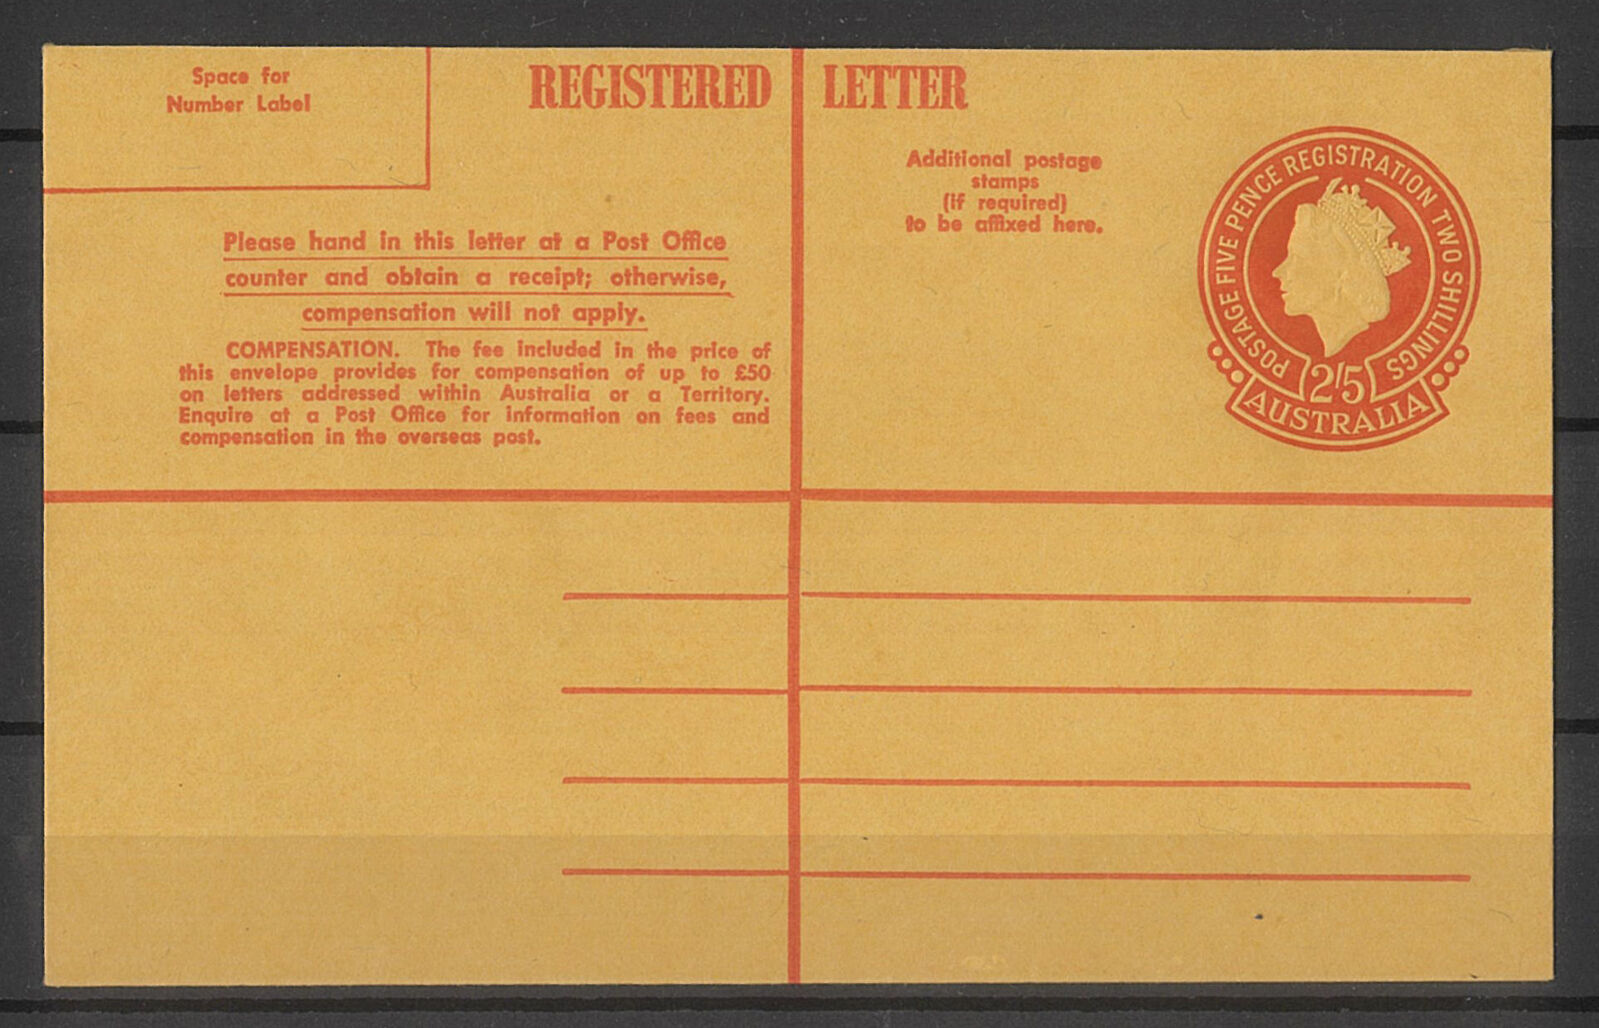 Space for
Number Label
REGISTERED LETTER
Additional postage
stamps
(if required)
to be affixed here.
POSTAGE FIVE PENCE REGISTRATION TWO SHILLINGS
2/5
AUSTRALIA
Please hand in this letter at a Post Office
counter and obtain a receipt; otherwise,
compensation will not apply.
COMPENSATION. The fee included in the price of
this envelope provides for compensation of up to £50
on letters addressed within Australia or a Territory.
Enquire at a Post Office for information on fees and
compensation in the overseas post.